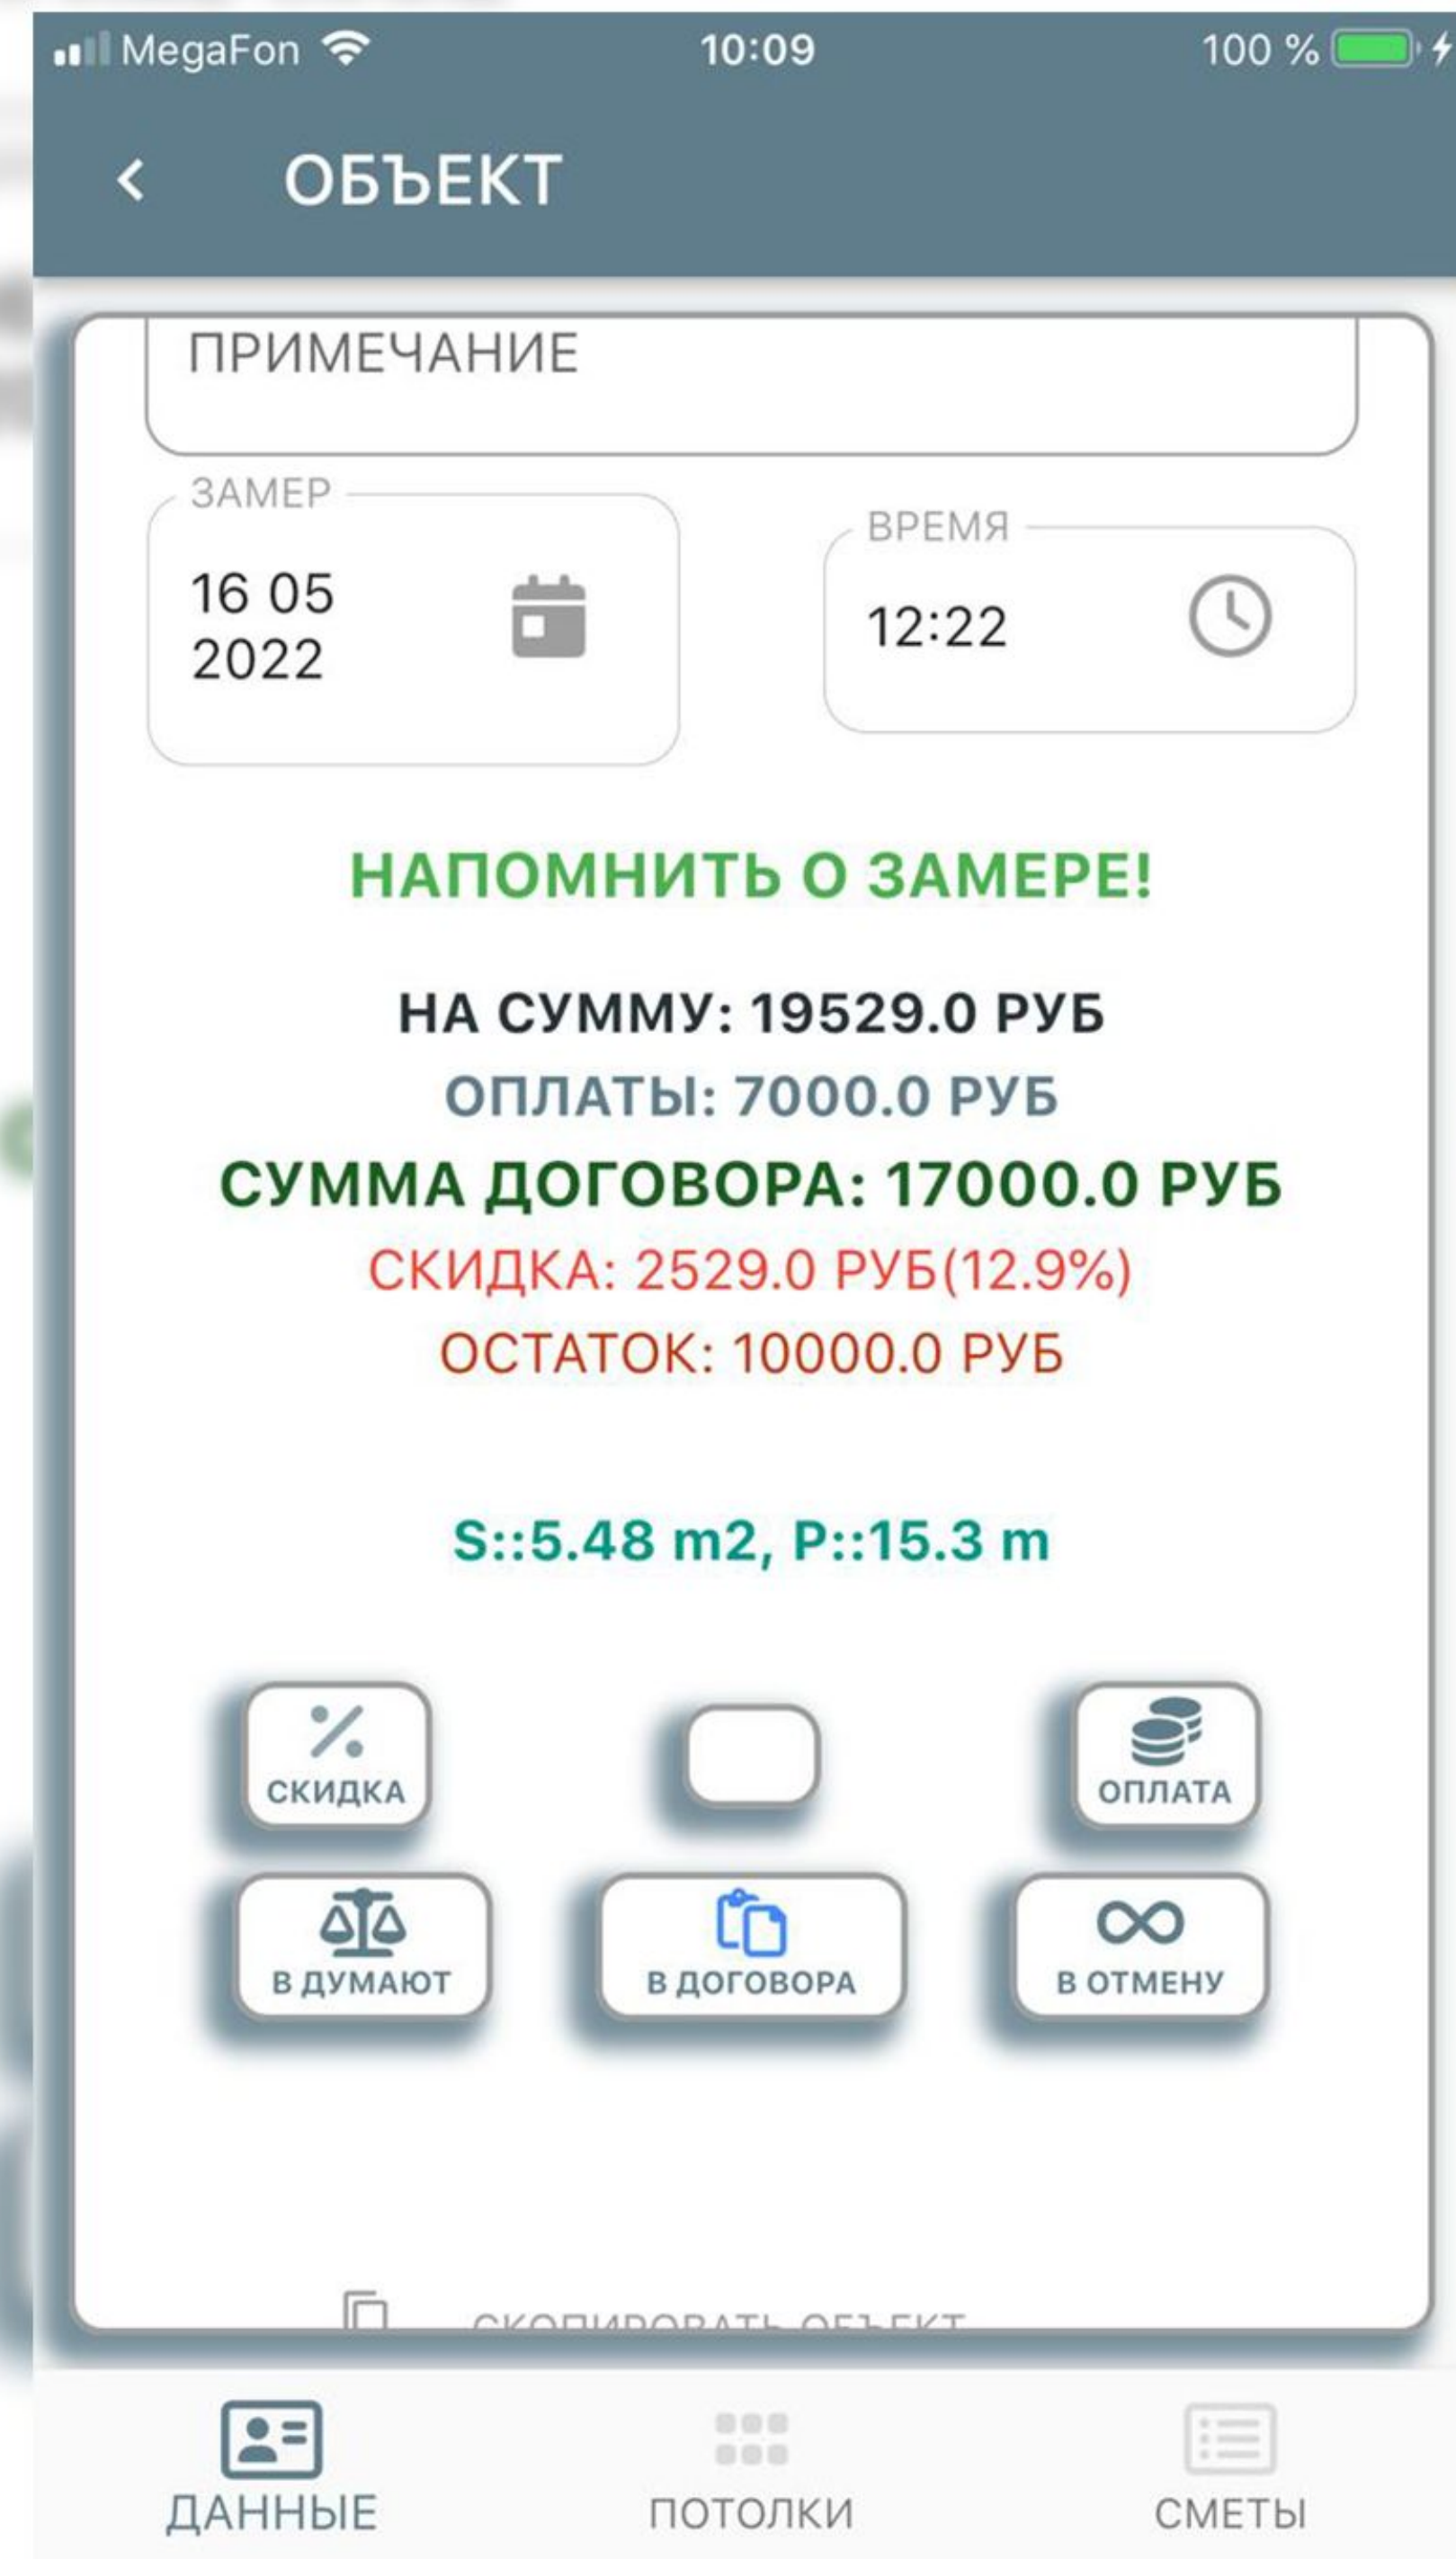 MegaFon 10:09 100 %
ОБЪЕКТ
ПРИМЕЧАНИЕ
ЗАМЕР
ВРЕМЯ
16 05
2022
12:22
НАПОМНИТЬ О ЗАМЕРЕ!
НА СУММУ: 19529.0 РУБ
ОПЛАТЫ: 7000.0 РУБ
СУММА ДОГОВОРА: 17000.0 РУБ
СКИДКА: 2529.0 РУБ(12.9%)
ОСТАТОК: 10000.0 РУБ
S::5.48 m2, P::15.3 m
СКИДКА ОПЛАТА
В ДУМАЮТ В ДОГОВОРА В ОТМЕНУ
СКОПИРОВАТЬ ОБЪЕКТ
ДАННЫЕ ПОТОЛКИ СМЕТЫ